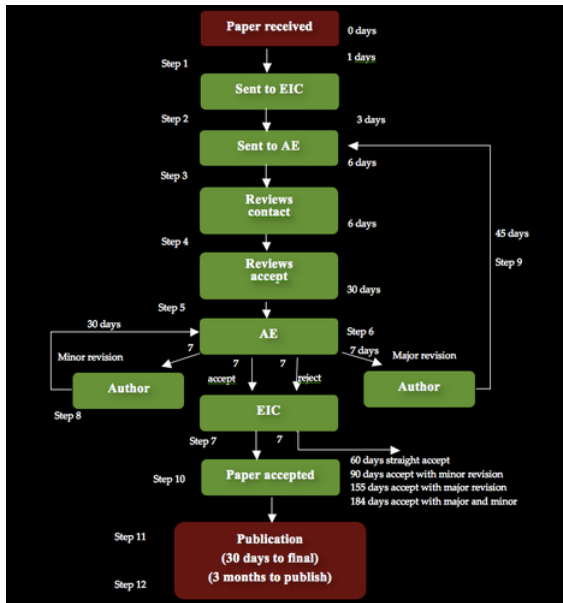 Paper received
0 days
1 days
Step 1
Sent to EIC
Step 2
3 days
Sent to AE
6 days
Step 3
Reviews
contact
6 days
Step 4
Reviews
accept
30 days
Step 5
30 days
AE
Step 6
45 days
Step 9
Minor revision
7
7
7
7 days
Major revision
accept
reject
Author
Author
Step 8
EIC
Step 7
7
60 days straight accept
90 days accept with minor revision
155 days accept with major revision
184 days accept with major and minor
Step 10
Paper accepted
Step 11
Publication
(30 days to final)
(3 months to publish)
Step 12